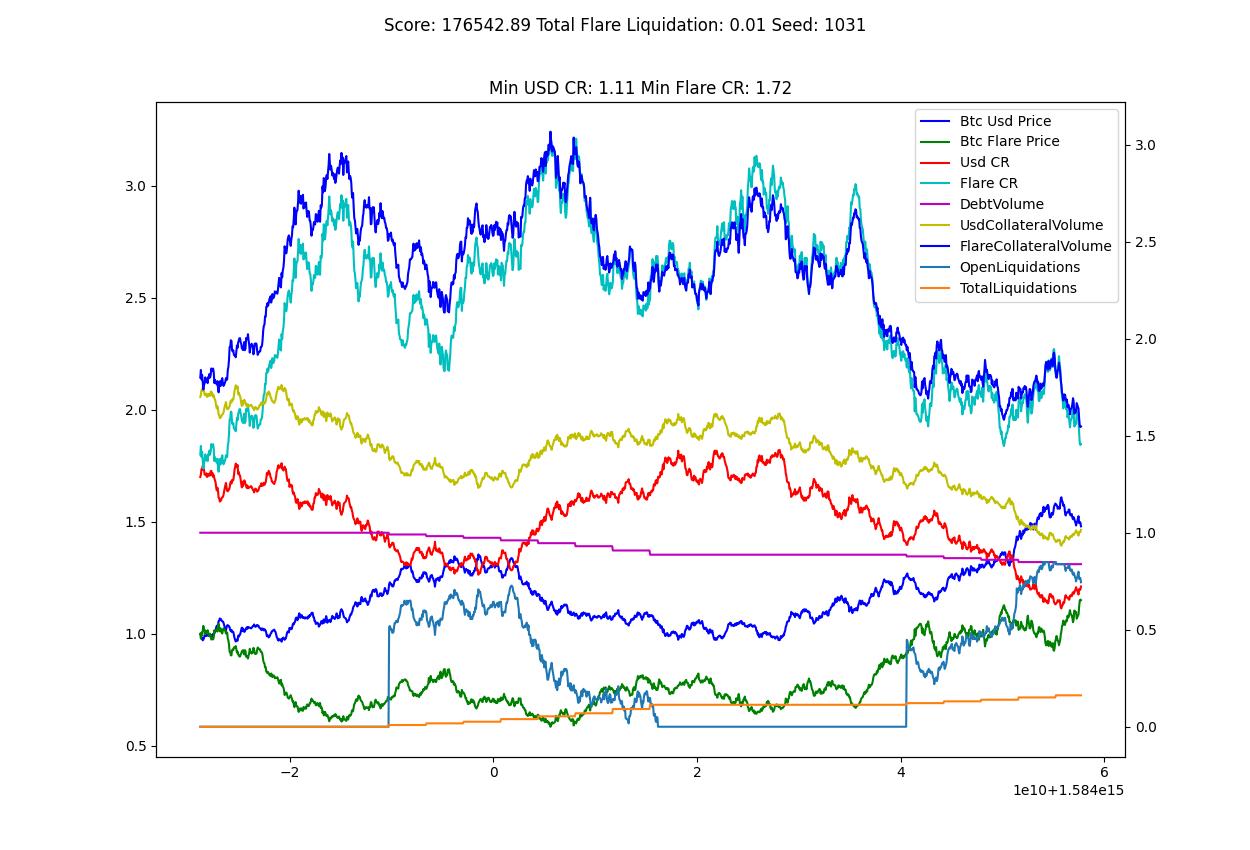 Score: 176542.89 Total Flare Liquidation: 0.01 Seed: 1031
Min USD CR: 1.11 Min Flare CR: 1.72
Btc Usd Price
Btc Flare Price
Usd CR
Flare CR
DebtVolume
UsdCollateralVolume
FlareCollateralVolume
OpenLiquidations
TotalLiquidations
3.0
2.5
2.0
1.5
1.0
0.5
3.0
2.5
2.0
1.5
1.0
0.5
0.0
−2
0
2
4
6
1e10+1.584e15